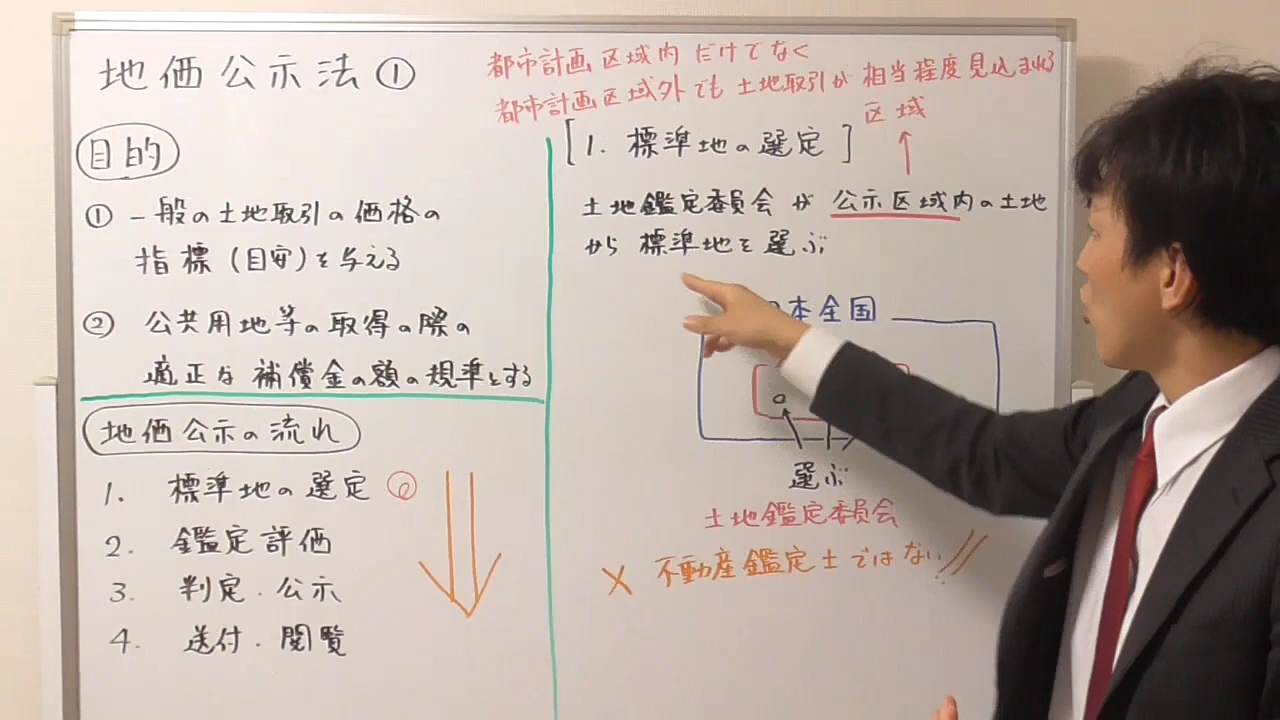 地価公示法①
目的
① 一般の土地取引の価格の
指標(目安)を与える
② 公共用地等の取得の際の
適正な補償金の額の規準とする
地価公示の流れ
1. 標準地の選定
2. 鑑定評価
3. 判定・公示
4. 送付・閲覧
都市計画区域内だけでなく
都市計画区域外でも土地取引が相当程度見込まれる
区域
[1. 標準地の選定]
土地鑑定委員会が公示区域内の土地
から標準地を選ぶ
本全国
選ぶ
土地鑑定委員会
× 不動産鑑定士ではない